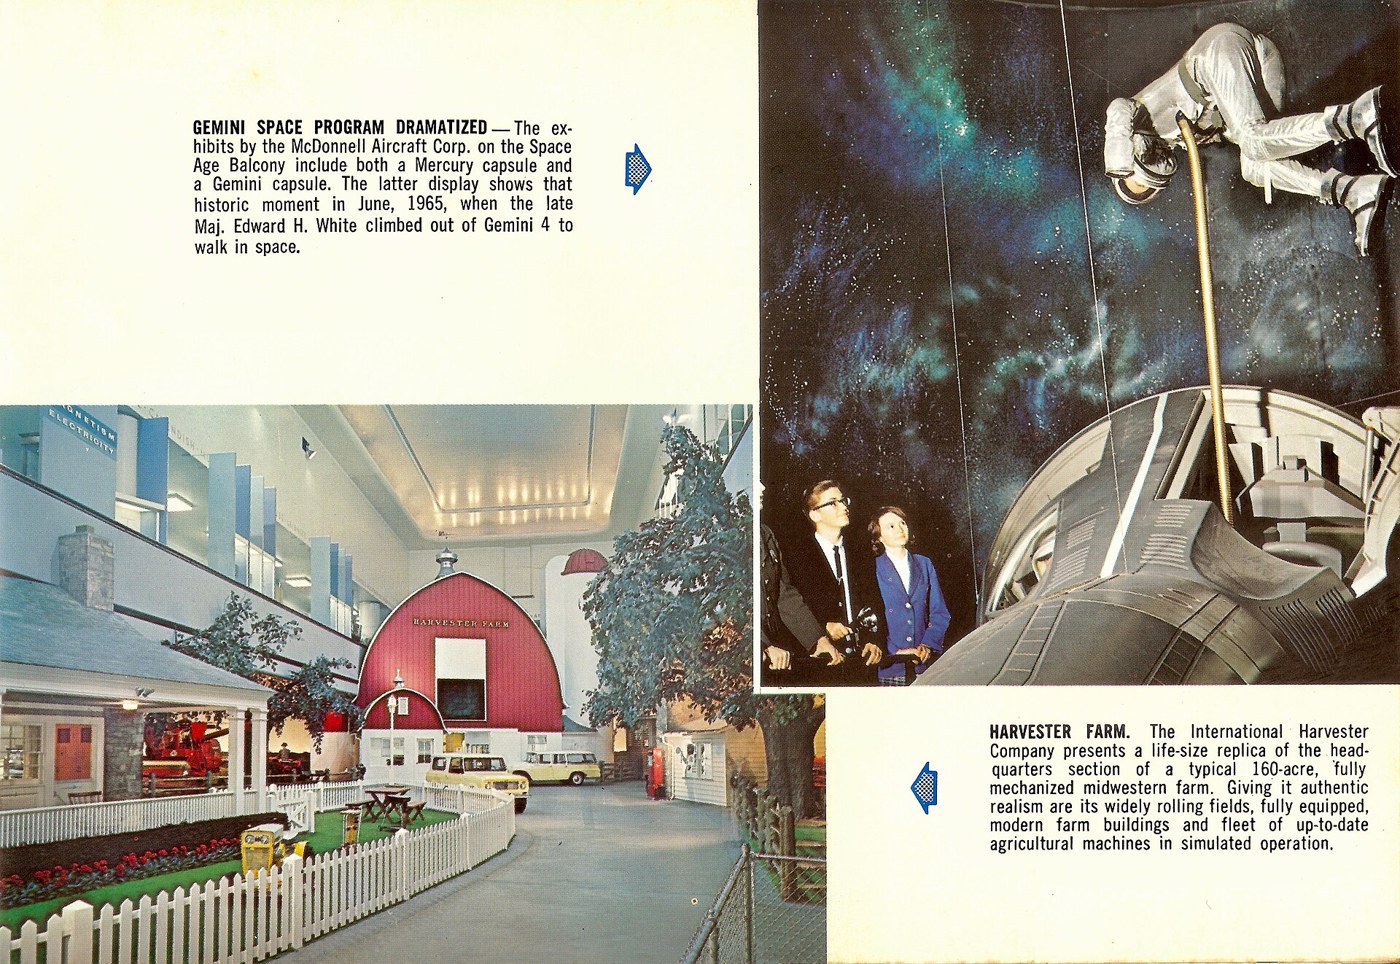 GEMINI SPACE PROGRAM DRAMATIZED — The ex-
hibits by the McDonnell Aircraft Corp. on the Space
Age Balcony include both a Mercury capsule and
a Gemini capsule. The latter display shows that
historic moment in June, 1965, when the late
Maj. Edward H. White climbed out of Gemini 4 to
walk in space.
ELECTRICITY
HARVESTER FARM
HARVESTER FARM. The International Harvester
Company presents a life-size replica of the head-
quarters section of a typical 160-acre, fully
mechanized midwestern farm. Giving it authentic
realism are its widely rolling fields, fully equipped,
modern farm buildings and fleet of up-to-date
agricultural machines in simulated operation.